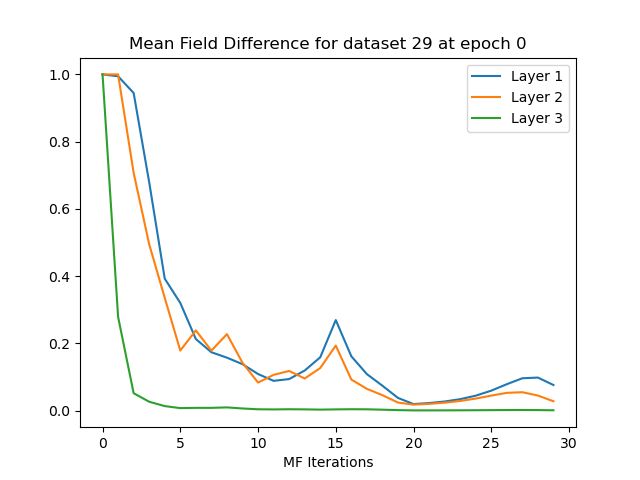 Mean Field Difference for dataset 29 at epoch 0
Layer 1
Layer 2
Layer 3
1.0
0.8
0.6
0.4
0.2
0.0
0 5 10 15 20 25 30
MF Iterations